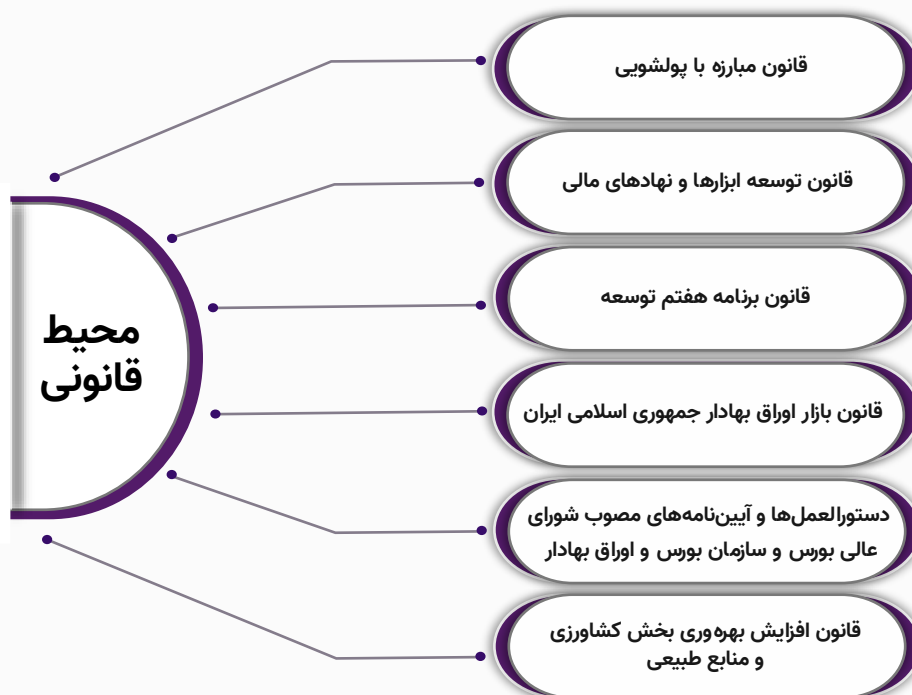 قانون مبارزه با پولشویی
قانون توسعه ابزارها و نهادهای مالی
قانون برنامه هفتم توسعه
محیط
قانونی
قانون بازار اوراق بهادار جمهوری اسلامی ایران
دستورالعمل‌ها و آیین‌نامه‌های مصوب شورای
عالی بورس و سازمان بورس و اوراق بهادار
قانون افزایش بهره‌وری بخش کشاورزی
و منابع طبیعی